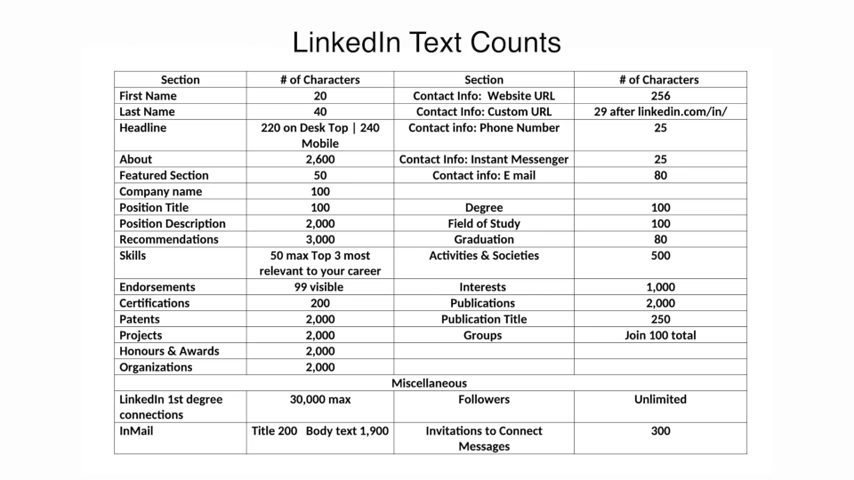 LinkedIn Text Counts
Section # of Characters Section # of Characters
First Name 20 Contact Info: Website URL 256
Last Name 40 Contact Info: Custom URL 29 after linkedin.com/in/
Headline 220 on Desk Top | 240 Contact info: Phone Number 25
Mobile
About 2,600 Contact Info: Instant Messenger 25
Featured Section 50 Contact info: E mail 80
Company name 100
Position Title 100 Degree 100
Position Description 2,000 Field of Study 100
Recommendations 3,000 Graduation 80
Skills 50 max Top 3 most Activities & Societies 500
relevant to your career
Endorsements 99 visible Interests 1,000
Certifications 200 Publications 2,000
Patents 2,000 Publication Title 250
Projects 2,000 Groups Join 100 total
Honours & Awards 2,000
Organizations 2,000
Miscellaneous
LinkedIn 1st degree 30,000 max Followers Unlimited
connections
InMail Title 200 Body text 1,900 Invitations to Connect 300
Messages